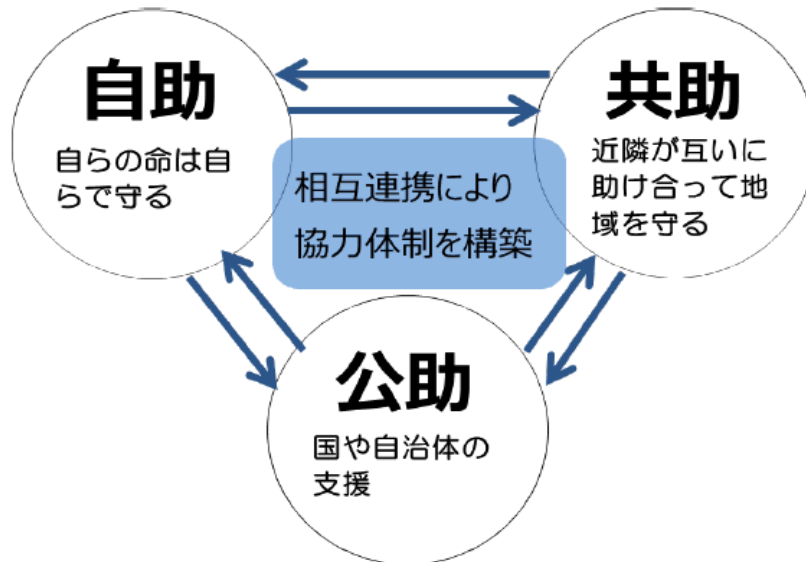 自助
自らの命は自
らで守る
共助
近隣が互いに
助け合って地
域を守る
相互連携により
協力体制を構築
公助
国や自治体の
支援